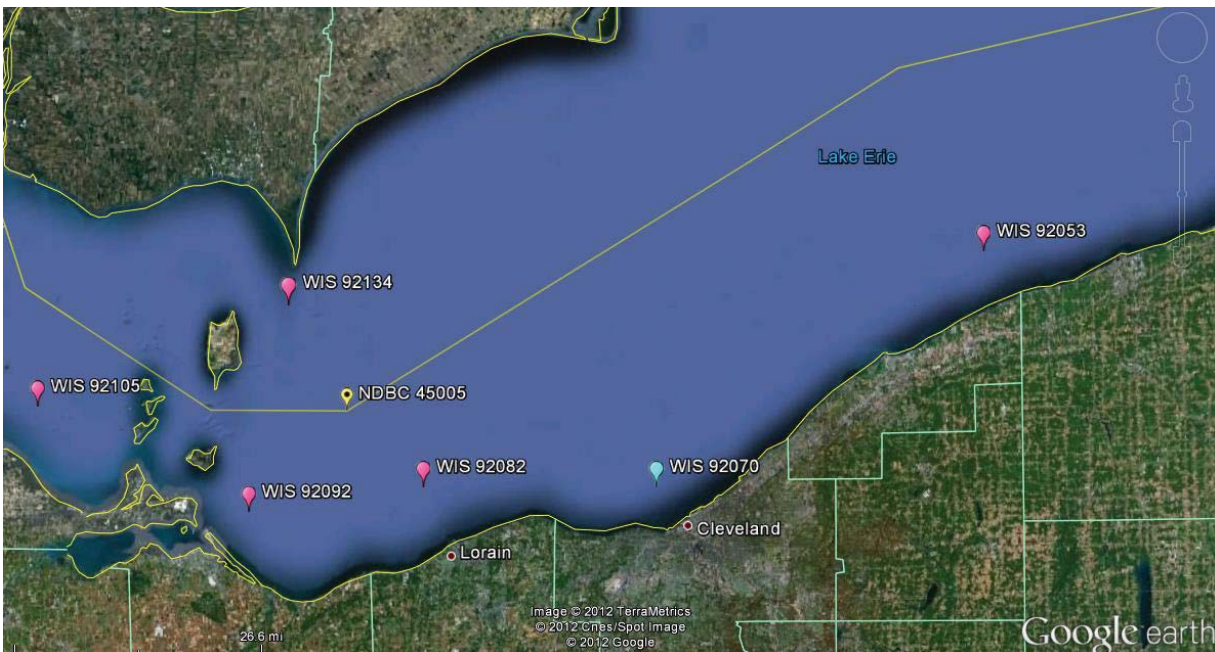 Lake Erie
WIS 92053
WIS 92134
WIS 92105
NDBC 45005
WIS 92082
WIS 92070
WIS 92092
Cleveland
Lorain
Image © 2012 TerraMetrics
© 2012 Cnes/Spot Image
© 2012 Google
26.6 mi
Google earth